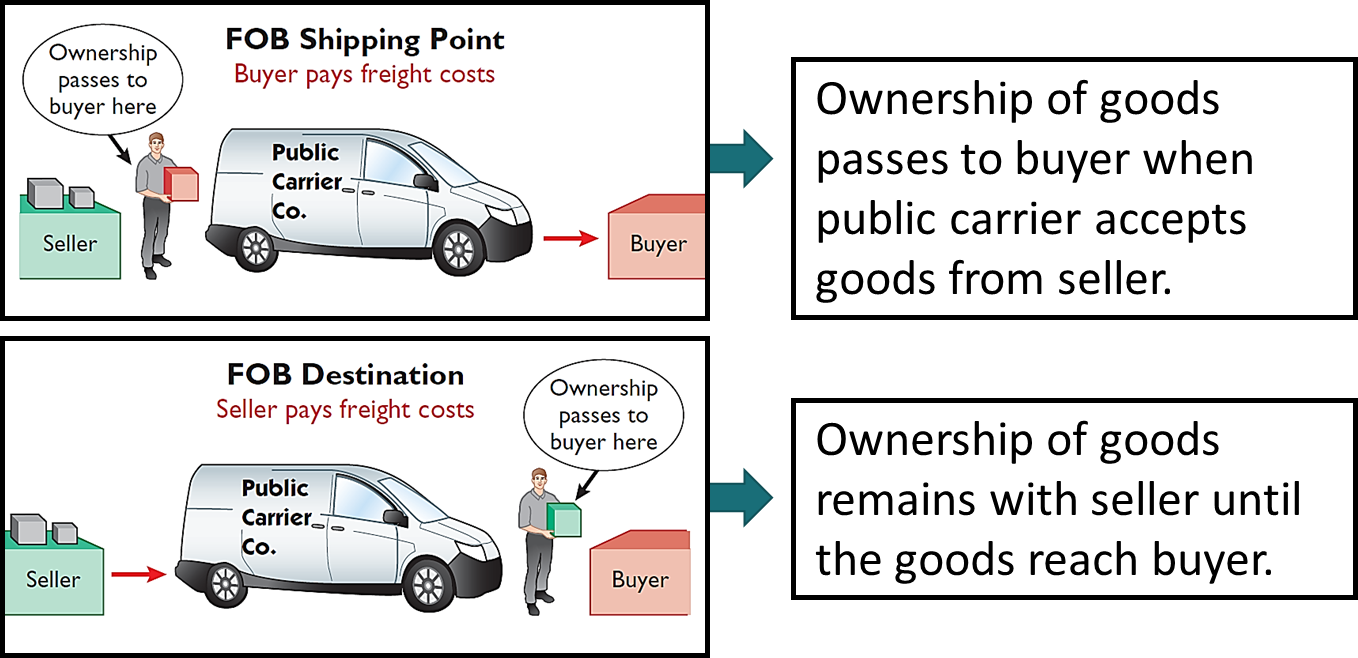 FOB Shipping Point
Buyer pays freight costs
Ownership
passes to
buyer here
Public
Carrier
Co.
Seller
Buyer
Ownership of goods
passes to buyer when
public carrier accepts
goods from seller.
FOB Destination
Seller pays freight costs
Ownership
passes to
buyer here
Public
Carrier
Co.
Seller
Buyer
Ownership of goods
remains with seller until
the goods reach buyer.